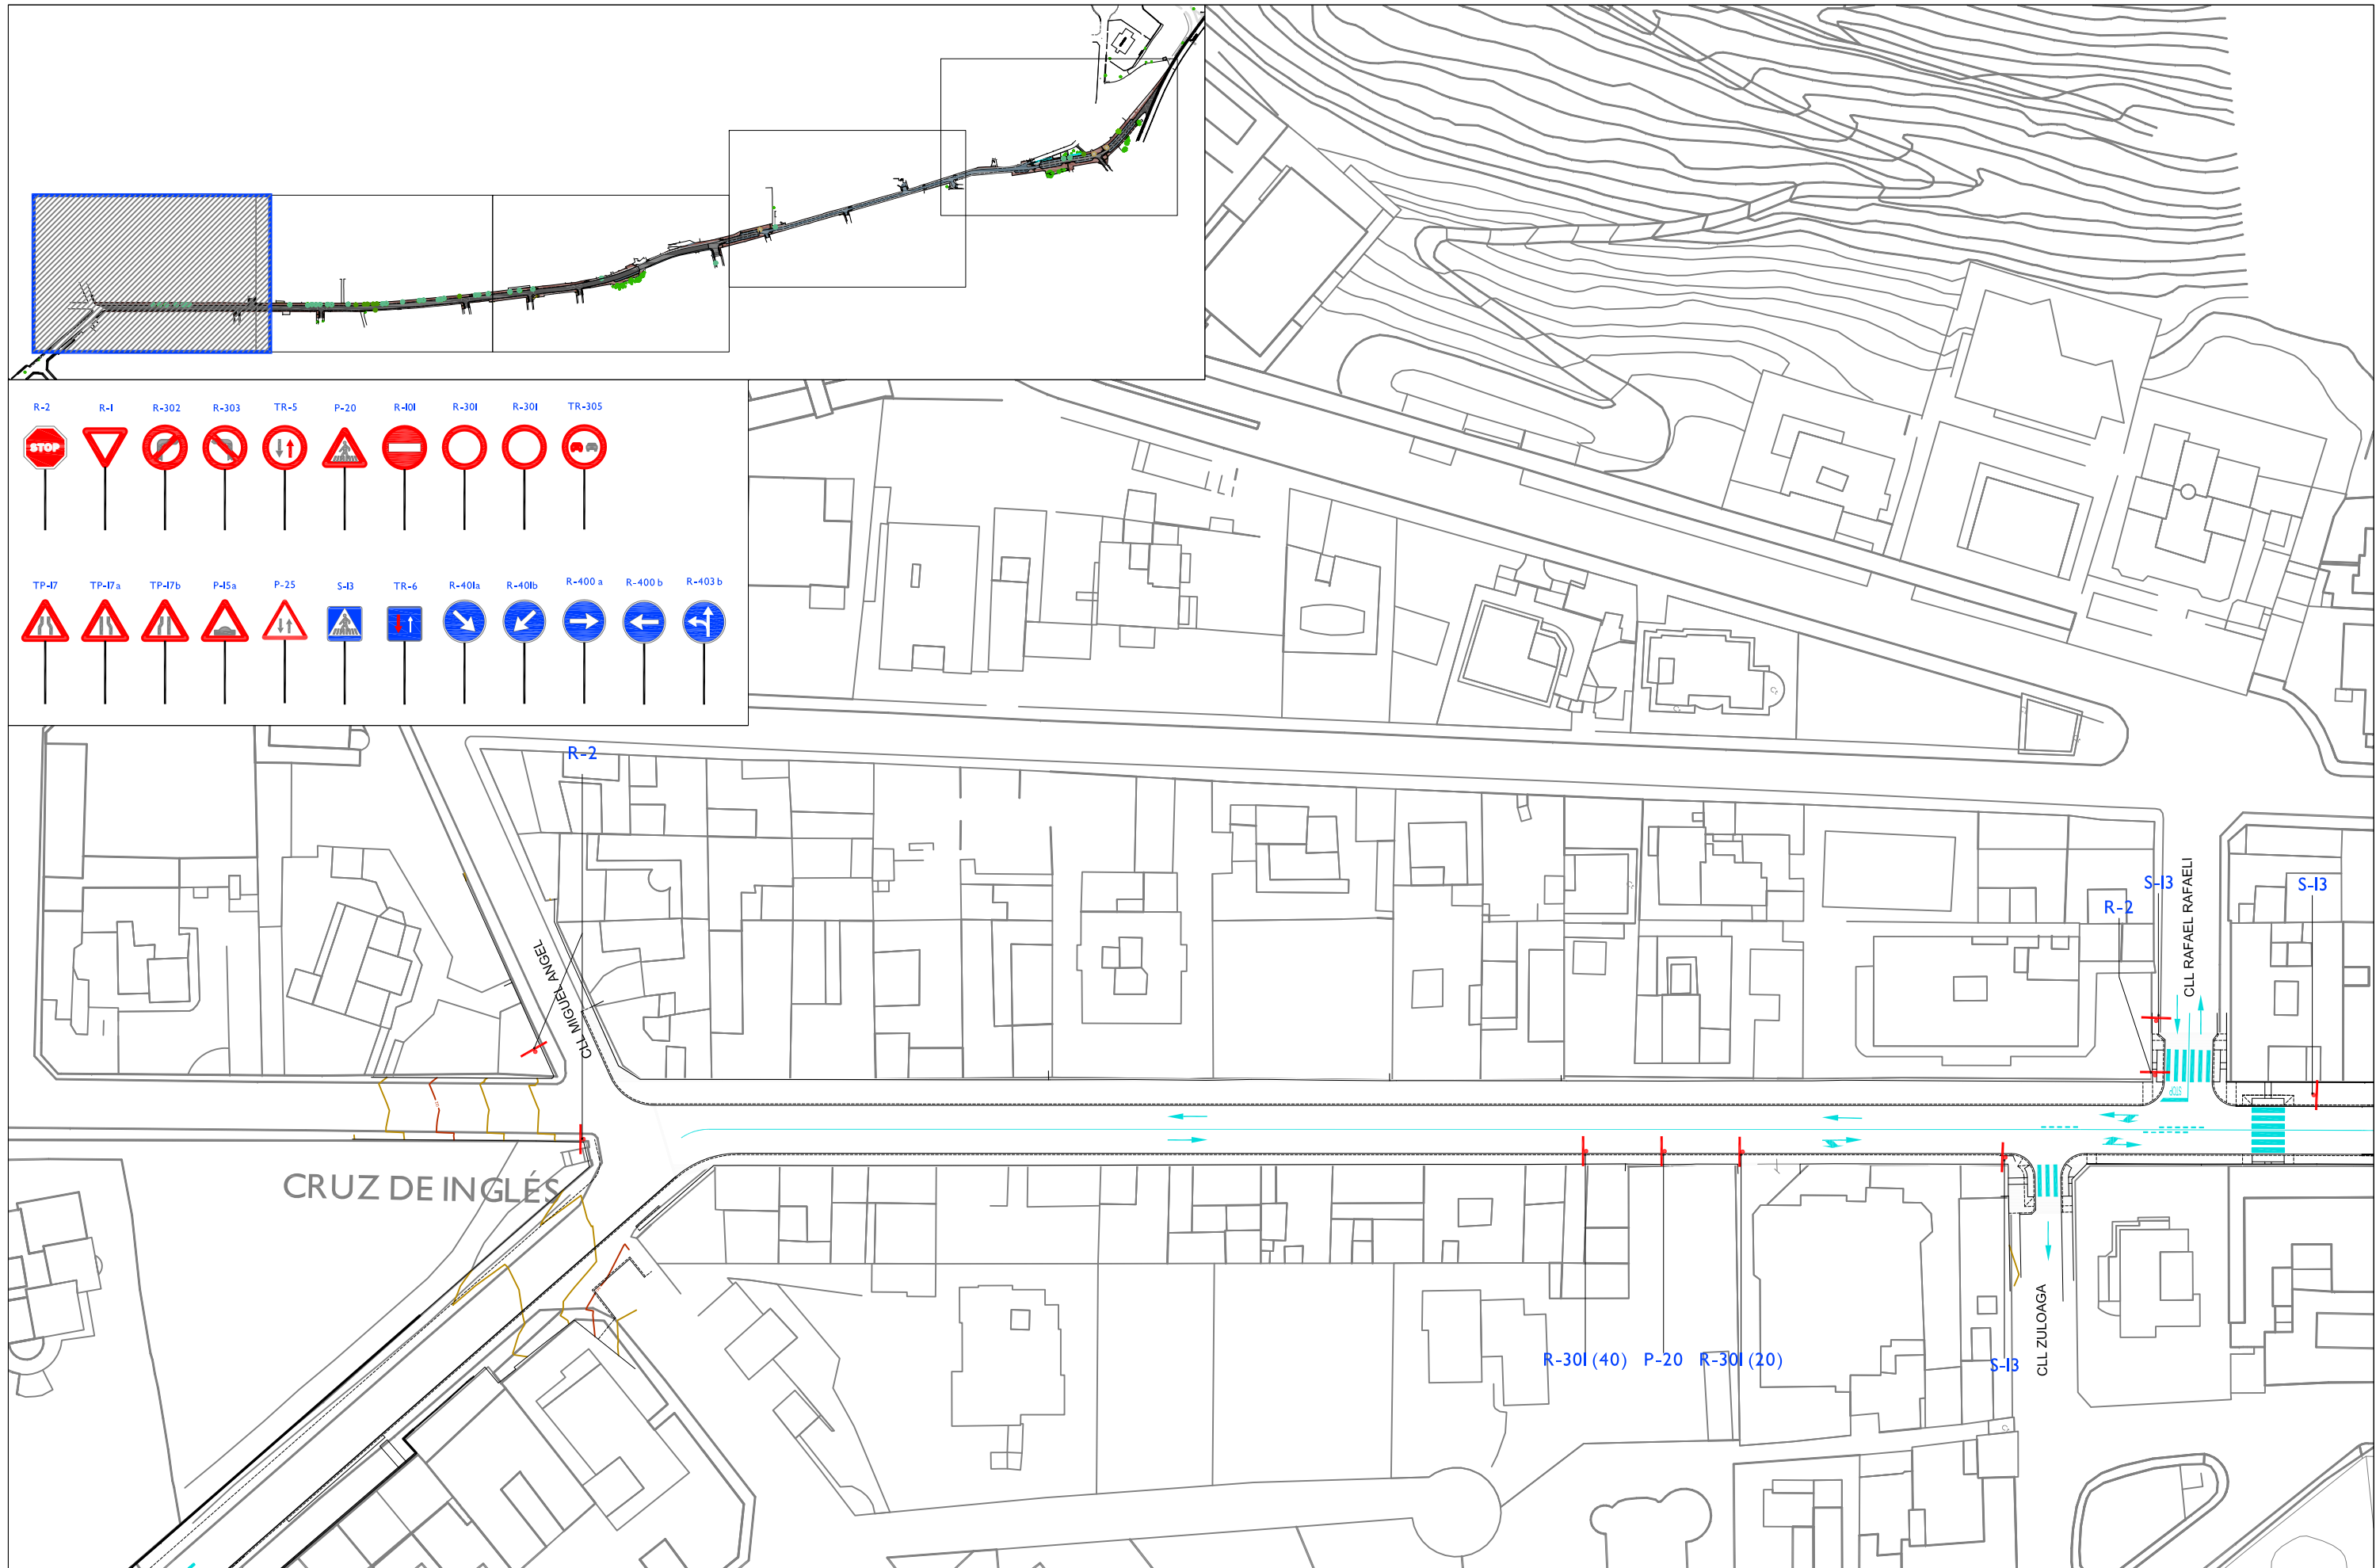 R-2 R-1 R-302 R-303 TR-5 P-20 R-101 R-301 R-301 TR-305
STOP
TP-17 TP-17a TP-17b P-15a P-25 S-13 TR-6 R-401a R-401b R-400 a R-400 b R-403 b
R-2
S-13
S-13
R-2
CLL RAFAEL RAFAELI
CLL MIGUEL ANGEL
STOP
CRUZ DE INGLÉS
R-301 (40) P-20 R-301 (20)
S-13
CLL ZULOAGA